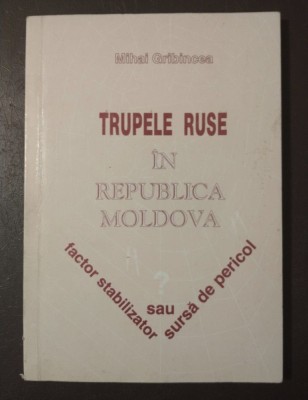 Mihai Gribincea
TRUPELE RUSE
ÎN
REPUBLICA
MOLDOVA
factor stabilizator
?
sau
sursă de pericol